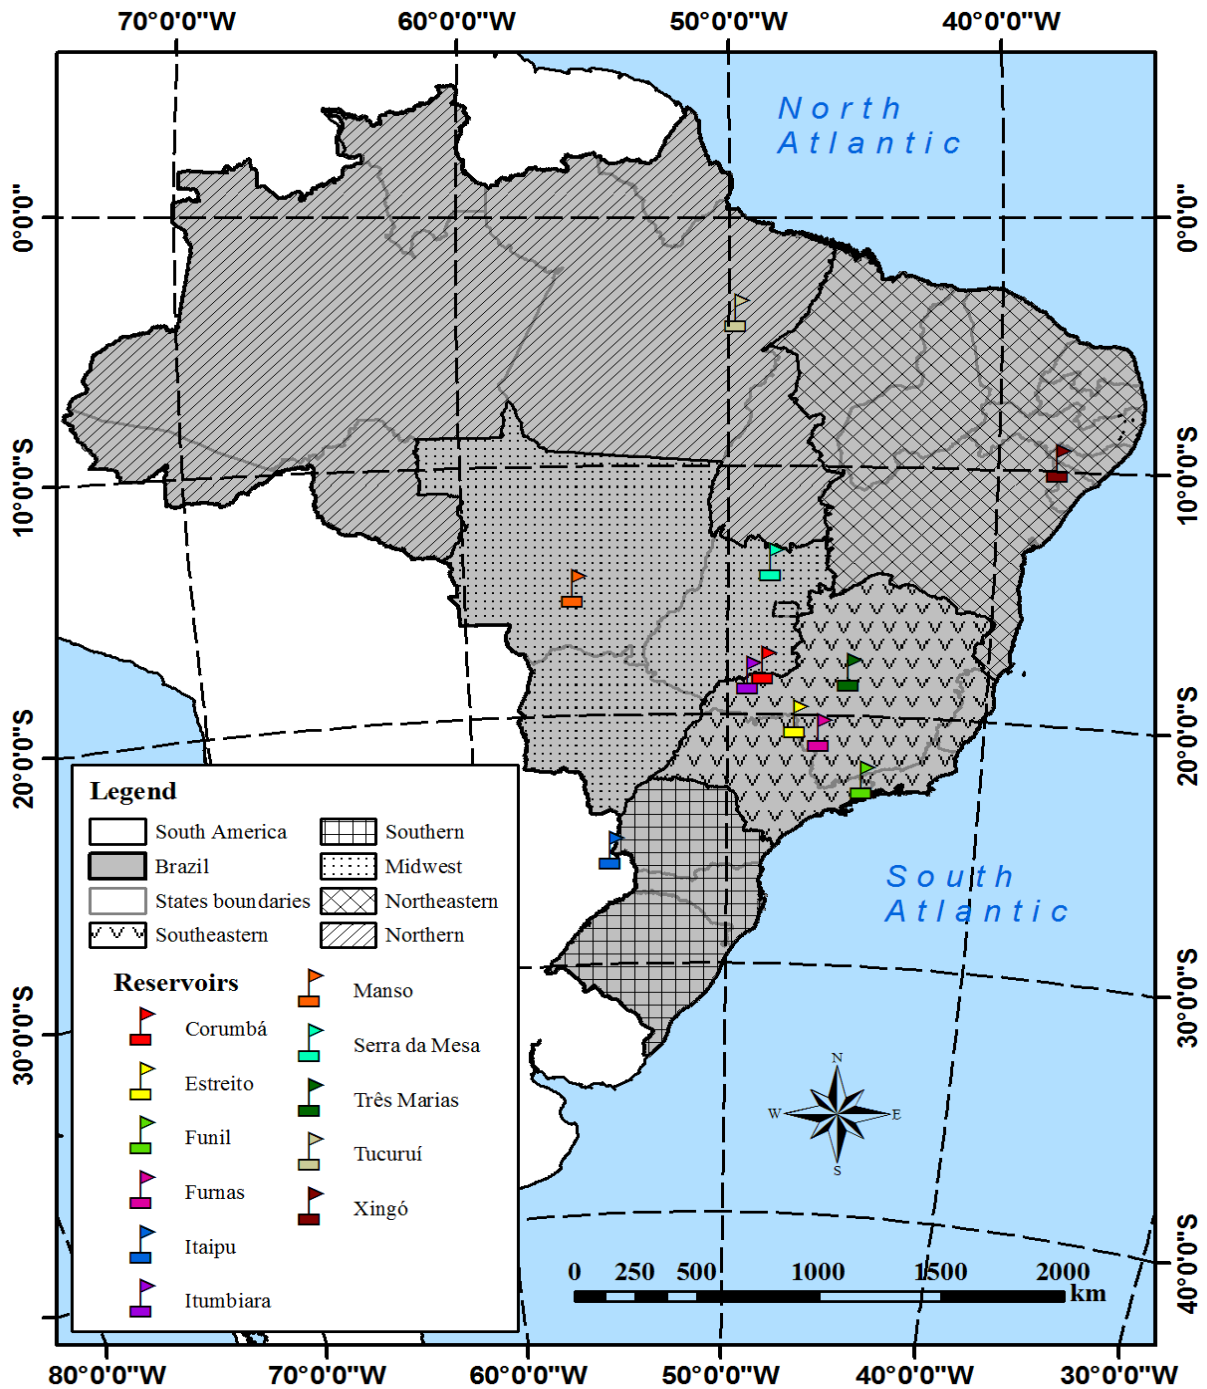 70°0'0"W 60°0'0"W 50°0'0"W 40°0'0"W
North
Atlantic
0°0'0"
0°0'0"
10°0'0"S
10°0'0"S
20°0'0"S
20°0'0"S
30°0'0"S
30°0'0"S
40°0'0"S
South
Atlantic
Legend
South America
Brazil
States boundaries
Southeastern
Southern
Midwest
Northeastern
Northern
Reservoirs
Corumbá
Estreito
Funil
Furnas
Itaipu
Itumbiara
Manso
Serra da Mesa
Três Marias
Tucuruí
Xingó
N
W E
S
0 250 500 1000 1500 2000
km
80°0'0"W 70°0'0"W 60°0'0"W 50°0'0"W 40°0'0"W 30°0'0"W